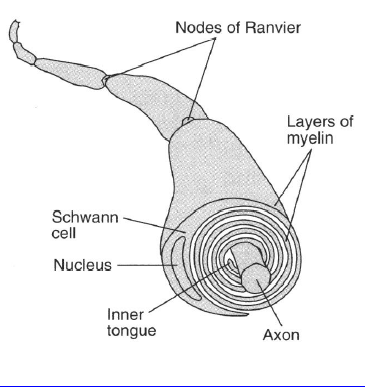 Nodes of Ranvier
Layers of
myelin
Schwann
cell
Nucleus
Inner
tongue
Axon